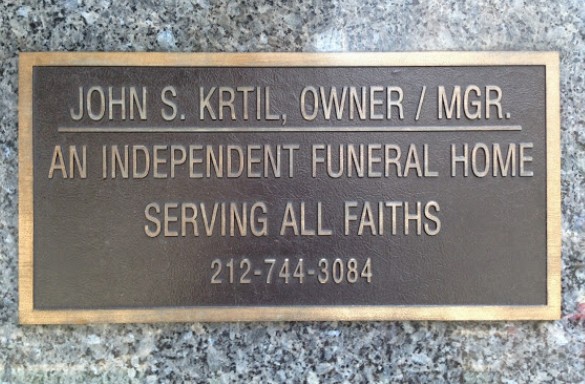 JOHN S. KRTIL, OWNER / MGR.
AN INDEPENDENT FUNERAL HOME
SERVING ALL FAITHS
212-744-3084